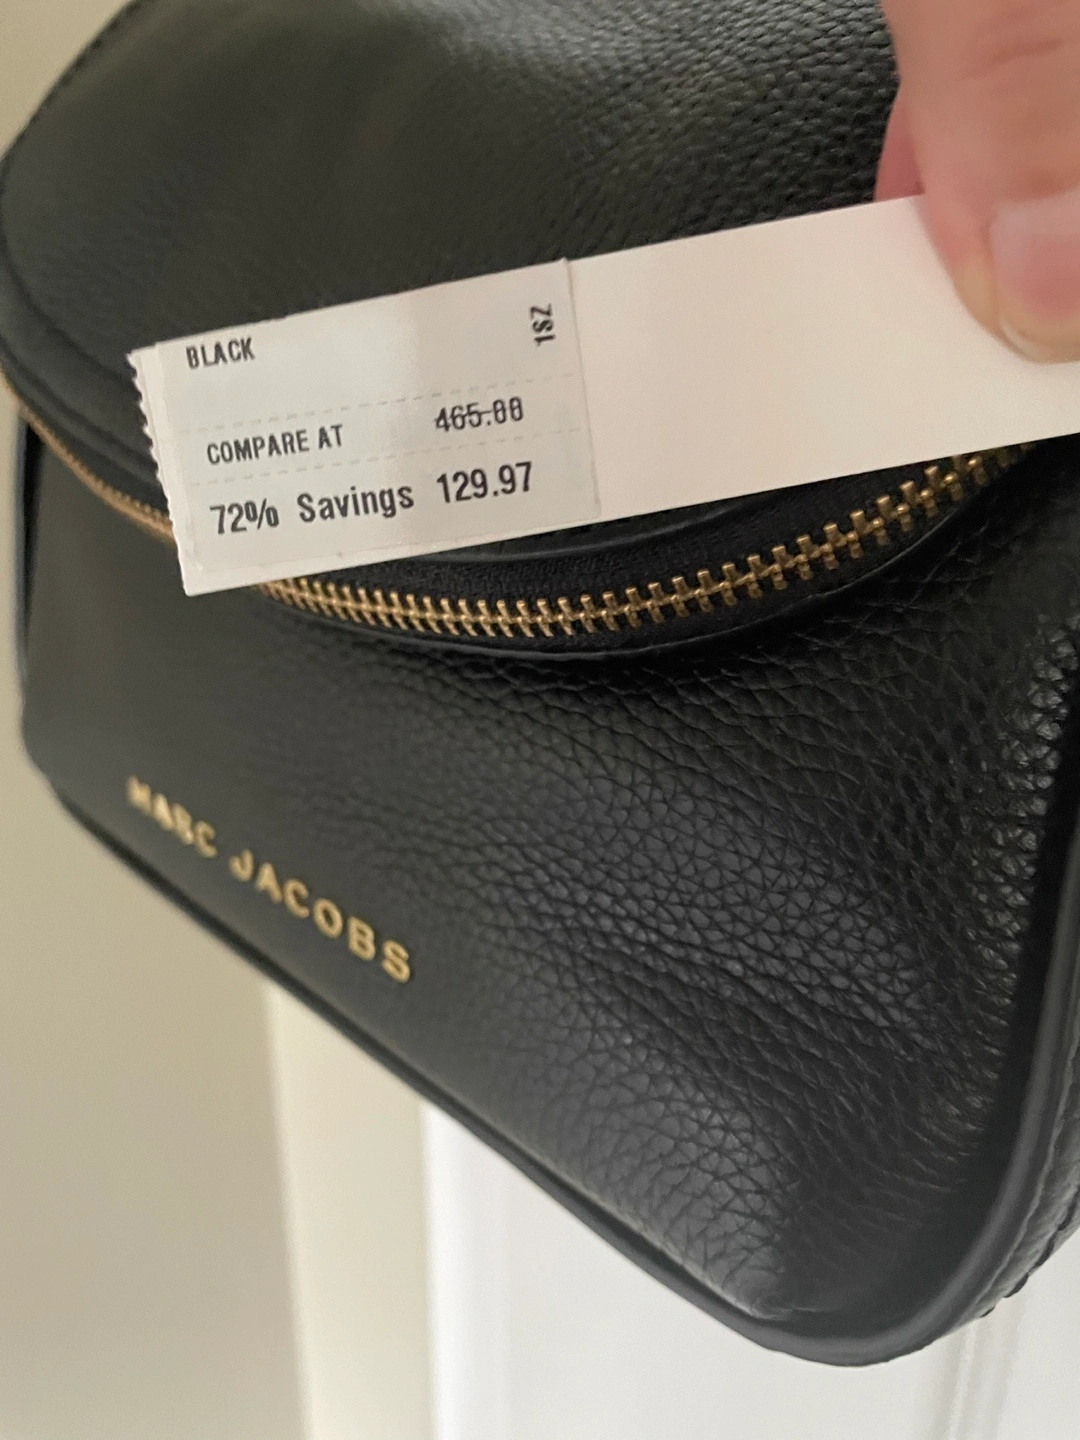 BLACK
1SZ
COMPARE AT 465.00
72% Savings 129.97
MARC JACOBS